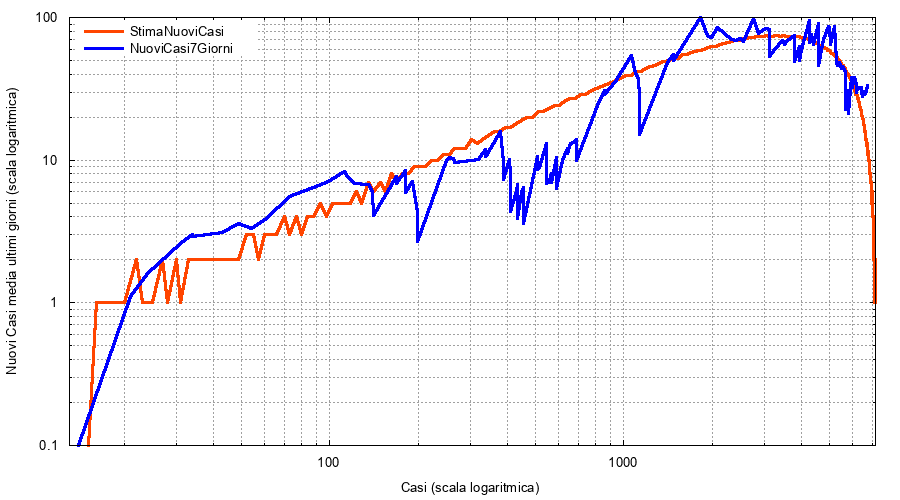 100
StimaNuoviCasi
NuoviCasi7Giorni
10
1
0.1
100
1000
Nuovi Casi media ultimi giorni (scala logaritmica)
Casi (scala logaritmica)